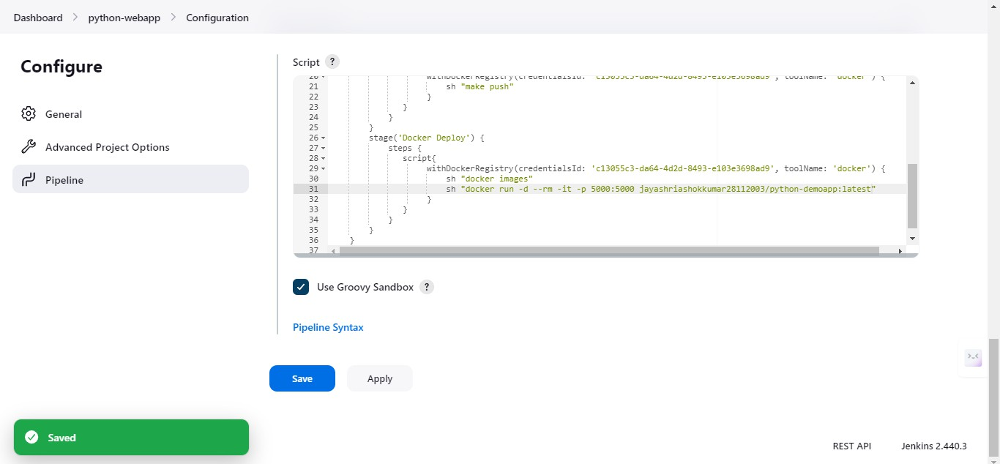 Dashboard > python-webapp > Configuration
Configure
General
Advanced Project Options
Pipeline
Script ?
20 withDockerRegistry(credentialsId: 'c13055c3-da64-4d2d-8493-e103e3698ad9', toolName: 'docker') {
21 sh "make push"
22 }
23 }
24 }
25 }
26 stage('Docker Deploy') {
27 steps {
28 script{
29 withDockerRegistry(credentialsId: 'c13055c3-da64-4d2d-8493-e103e3698ad9', toolName: 'docker') {
30 sh "docker images"
31 sh "docker run -d --rm -it -p 5000:5000 jayashriashokkumar28112003/python-demoapp:latest"
32 }
33 }
34 }
35 }
36 }
37
Use Groovy Sandbox ?
Pipeline Syntax
Save
Apply
Saved
REST API
Jenkins 2.440.3